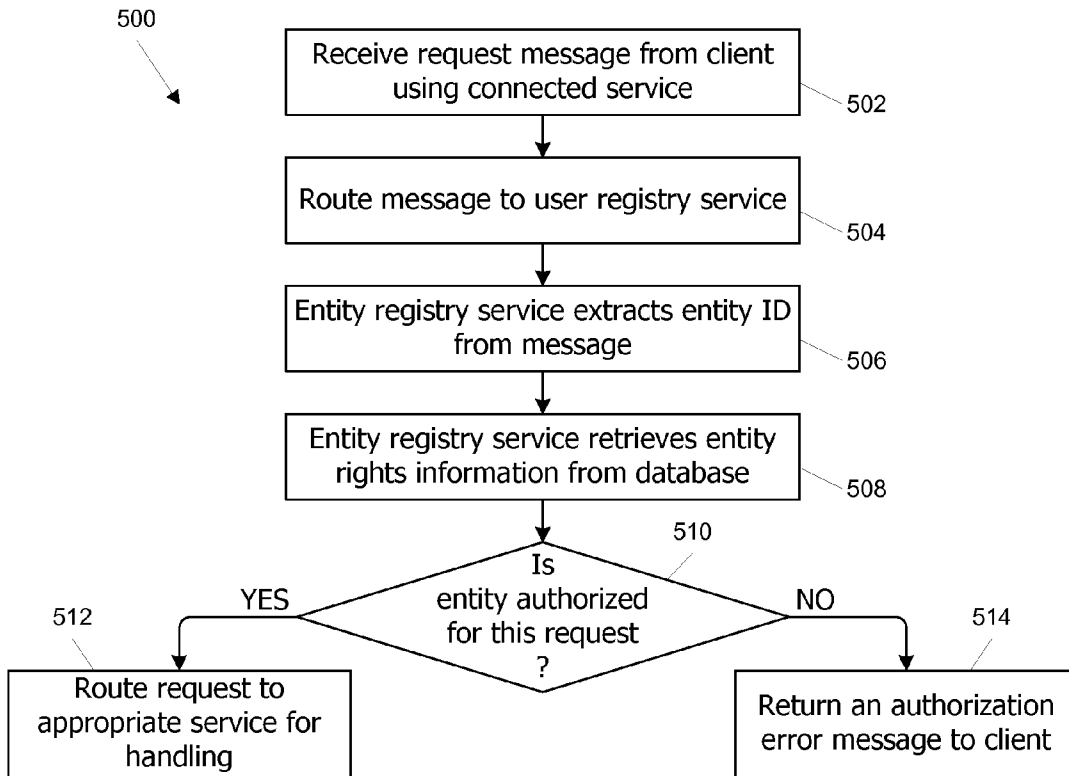 500
Receive request message from client
using connected service
502
Route message to user registry service
504
Entity registry service extracts entity ID
from message
506
Entity registry service retrieves entity
rights information from database
508
510
Is
entity authorized
for this request
?
YES
NO
512
Route request to
appropriate service for
handling
514
Return an authorization
error message to client